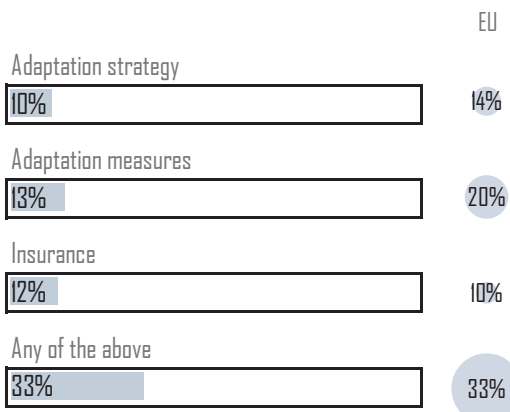 EU
Adaptation strategy
10% 14%
Adaptation measures
13% 20%
Insurance
12% 10%
Any of the above
33% 33%